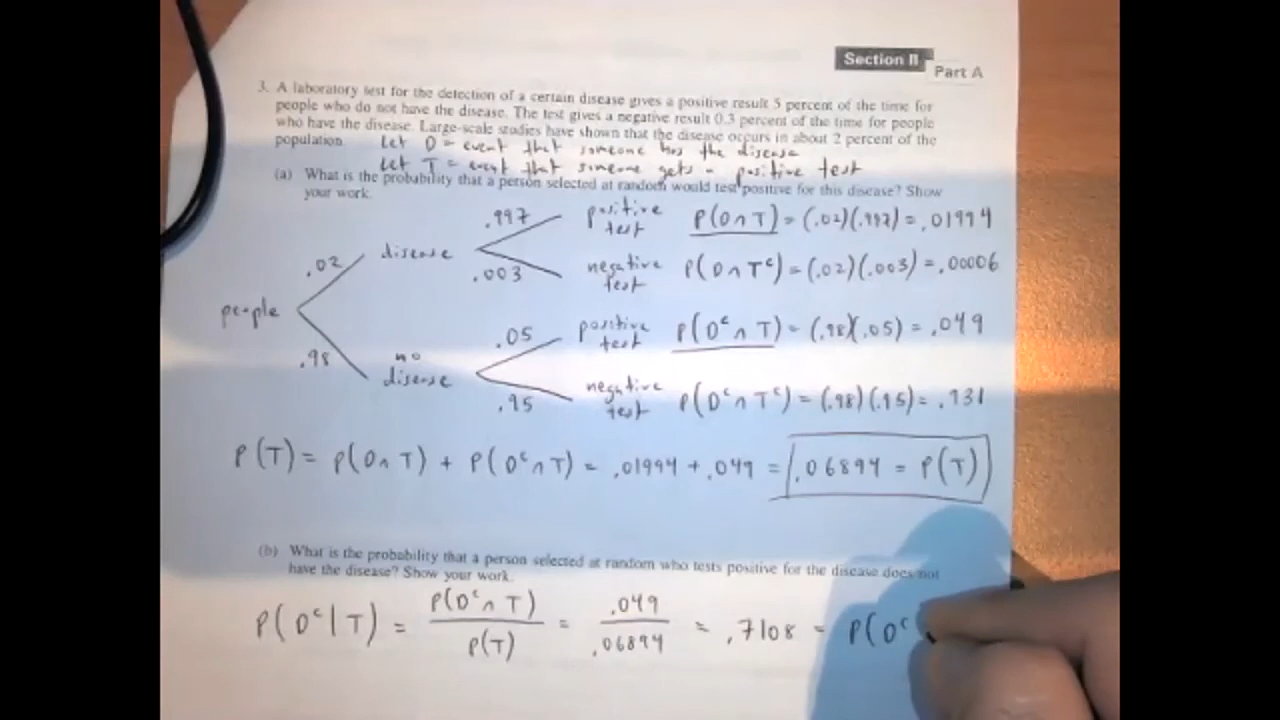 Section II
Part A
3. A laboratory test for the detection of a certain disease gives a positive result 5 percent of the time for
people who do not have the disease. The test gives a negative result 0.3 percent of the time for people
who have the disease. Large-scale studies have shown that the disease occurs in about 2 percent of the
population. Let D = event that someone has the disease
Let T = event that someone gets a positive test
(a) What is the probability that a person selected at random would test positive for this disease? Show
your work.
.997 positive test P(D∩T) = (.02)(.997) = .01994
.02 disease
.003 negative test P(D∩Tᶜ) = (.02)(.003) = .00006
people
.05 positive test P(Dᶜ∩T) = (.98)(.05) = .049
.98 no disease
.95 negative test P(Dᶜ∩Tᶜ) = (.98)(.95) = .931
P(T) = P(D∩T) + P(Dᶜ∩T) = .01994 + .049 = .06894 = P(T)
(b) What is the probability that a person selected at random who tests positive for the disease does not
have the disease? Show your work.
P(Dᶜ|T) = P(Dᶜ∩T) / P(T) = .049 / .06894 = .7108 = P(Dᶜ